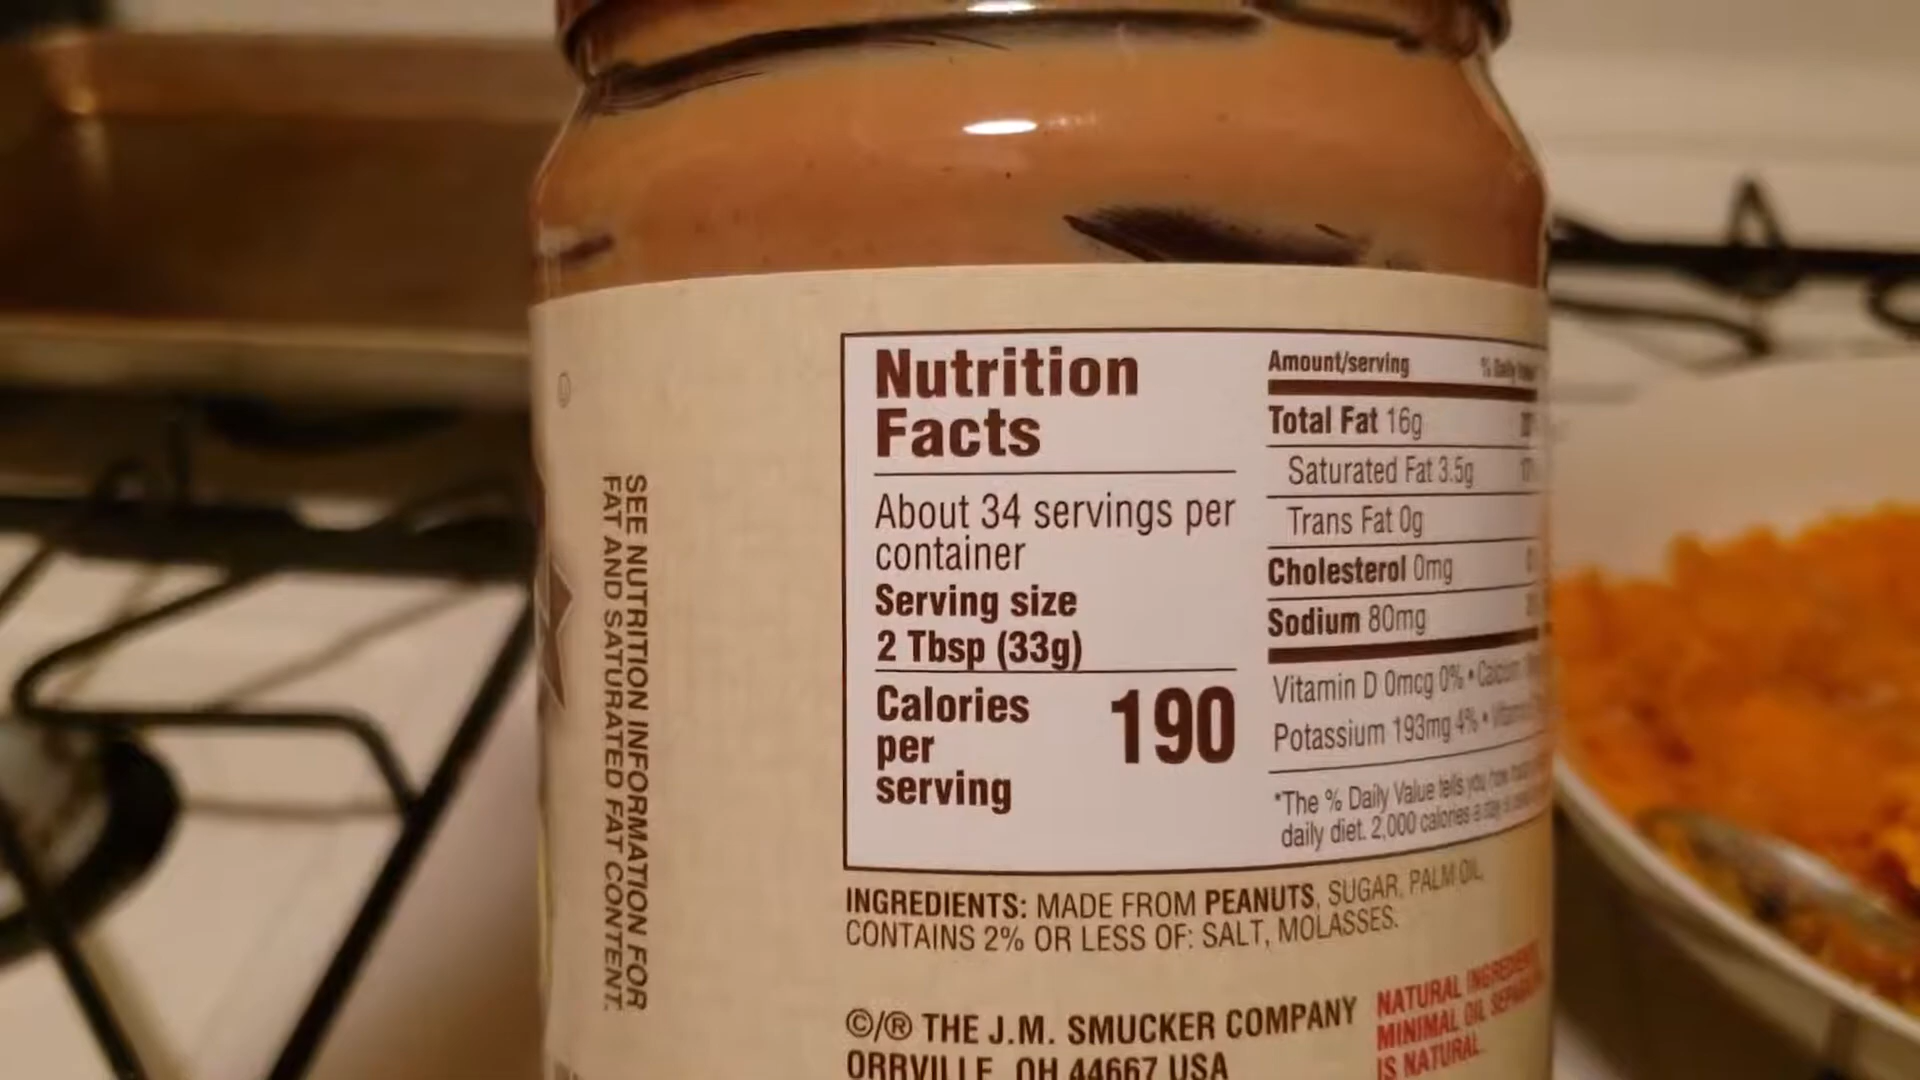 SEE NUTRITION INFORMATION FOR
FAT AND SATURATED FAT CONTENT.
Nutrition
Facts
About 34 servings per
container
Serving size
2 Tbsp (33g)
Calories
per
serving
190
Amount/serving % Daily
Total Fat 16g
Saturated Fat 3.5g
Trans Fat 0g
Cholesterol 0mg
Sodium 80mg
Vitamin D 0mcg 0% • Calcium
Potassium 193mg 4% •
*The % Daily Value tells you how
daily diet. 2,000 calories a day
INGREDIENTS: MADE FROM PEANUTS, SUGAR, PALM OIL,
CONTAINS 2% OR LESS OF: SALT, MOLASSES.
©/® THE J.M. SMUCKER COMPANY
ORRVILLE, OH 44667 USA
NATURAL
MINIMAL OIL
IS NATURAL.